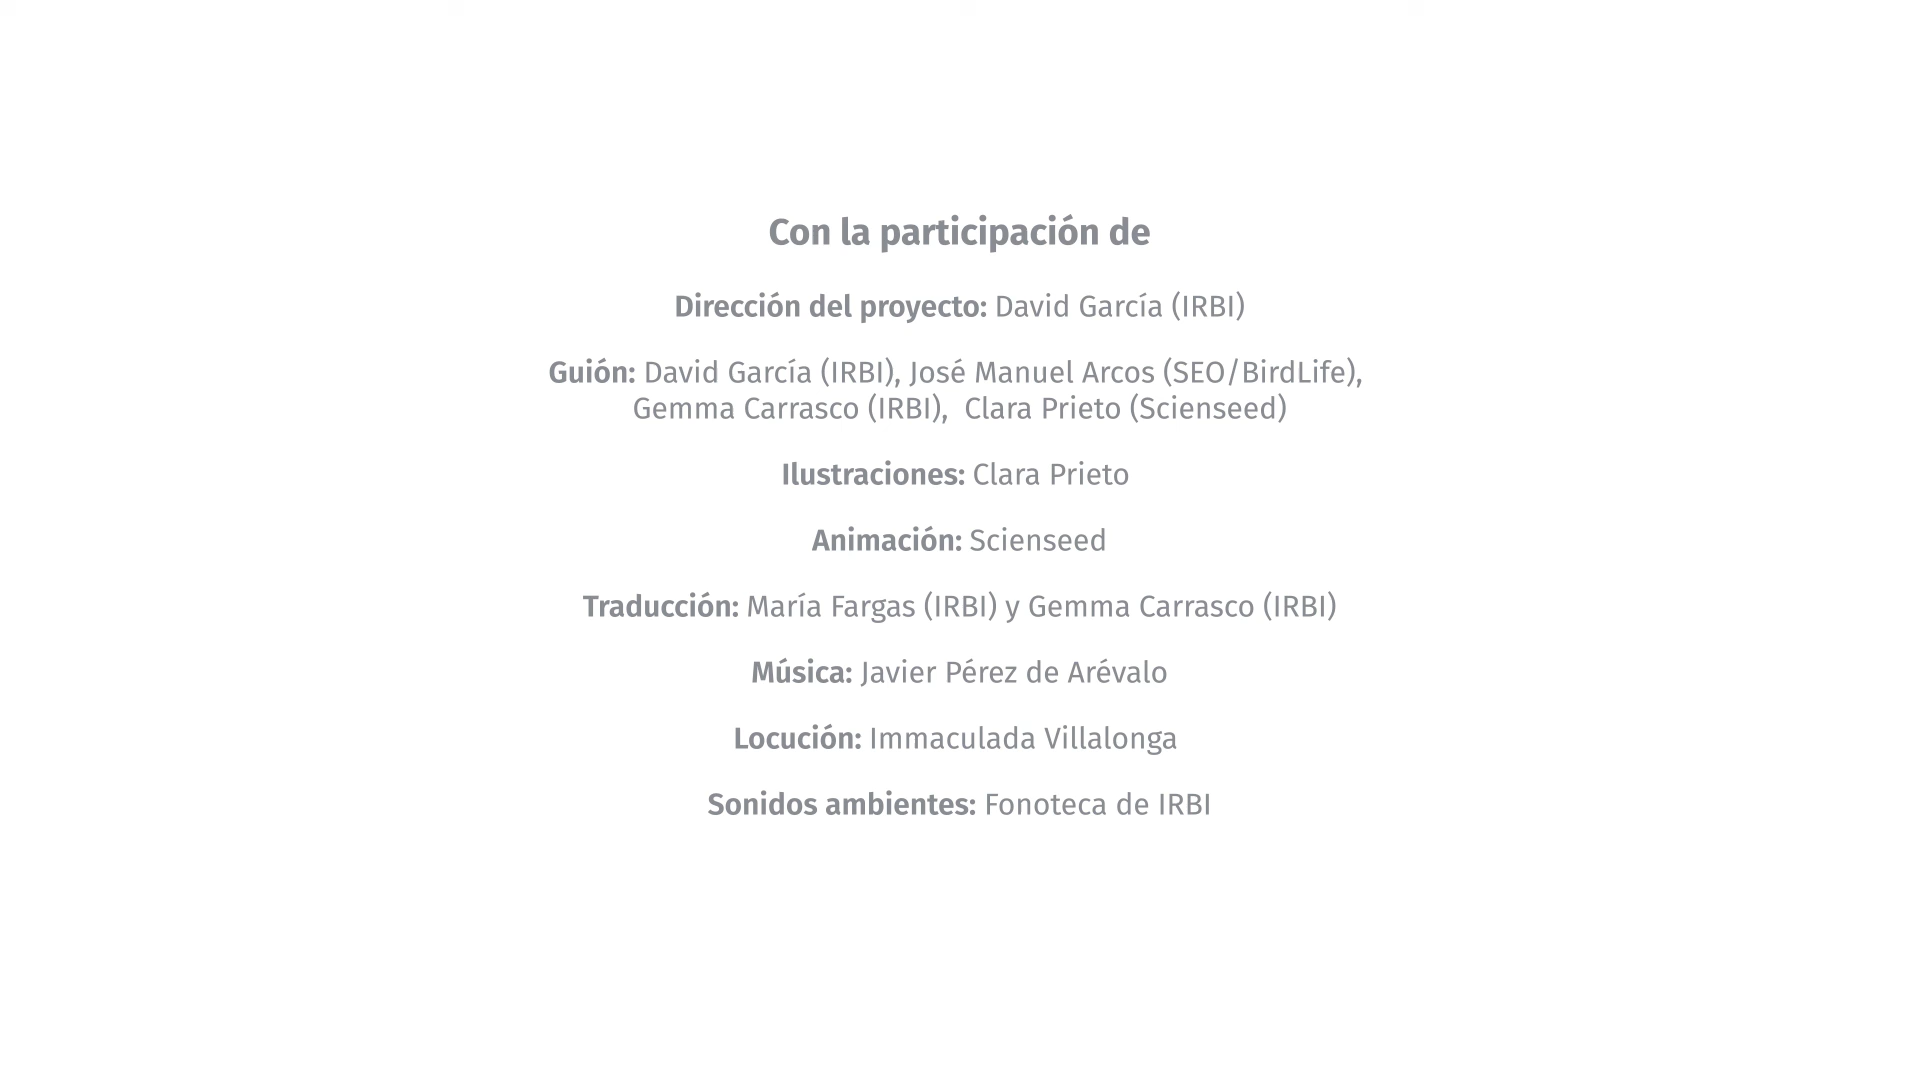 Con la participación de
Dirección del proyecto: David García (IRBI)
Guión: David García (IRBI), José Manuel Arcos (SEO/BirdLife),
Gemma Carrasco (IRBI),  Clara Prieto (Scienseed)
Ilustraciones: Clara Prieto
Animación: Scienseed
Traducción: María Fargas (IRBI) y Gemma Carrasco (IRBI)
Música: Javier Pérez de Arévalo
Locución: Immaculada Villalonga
Sonidos ambientes: Fonoteca de IRBI